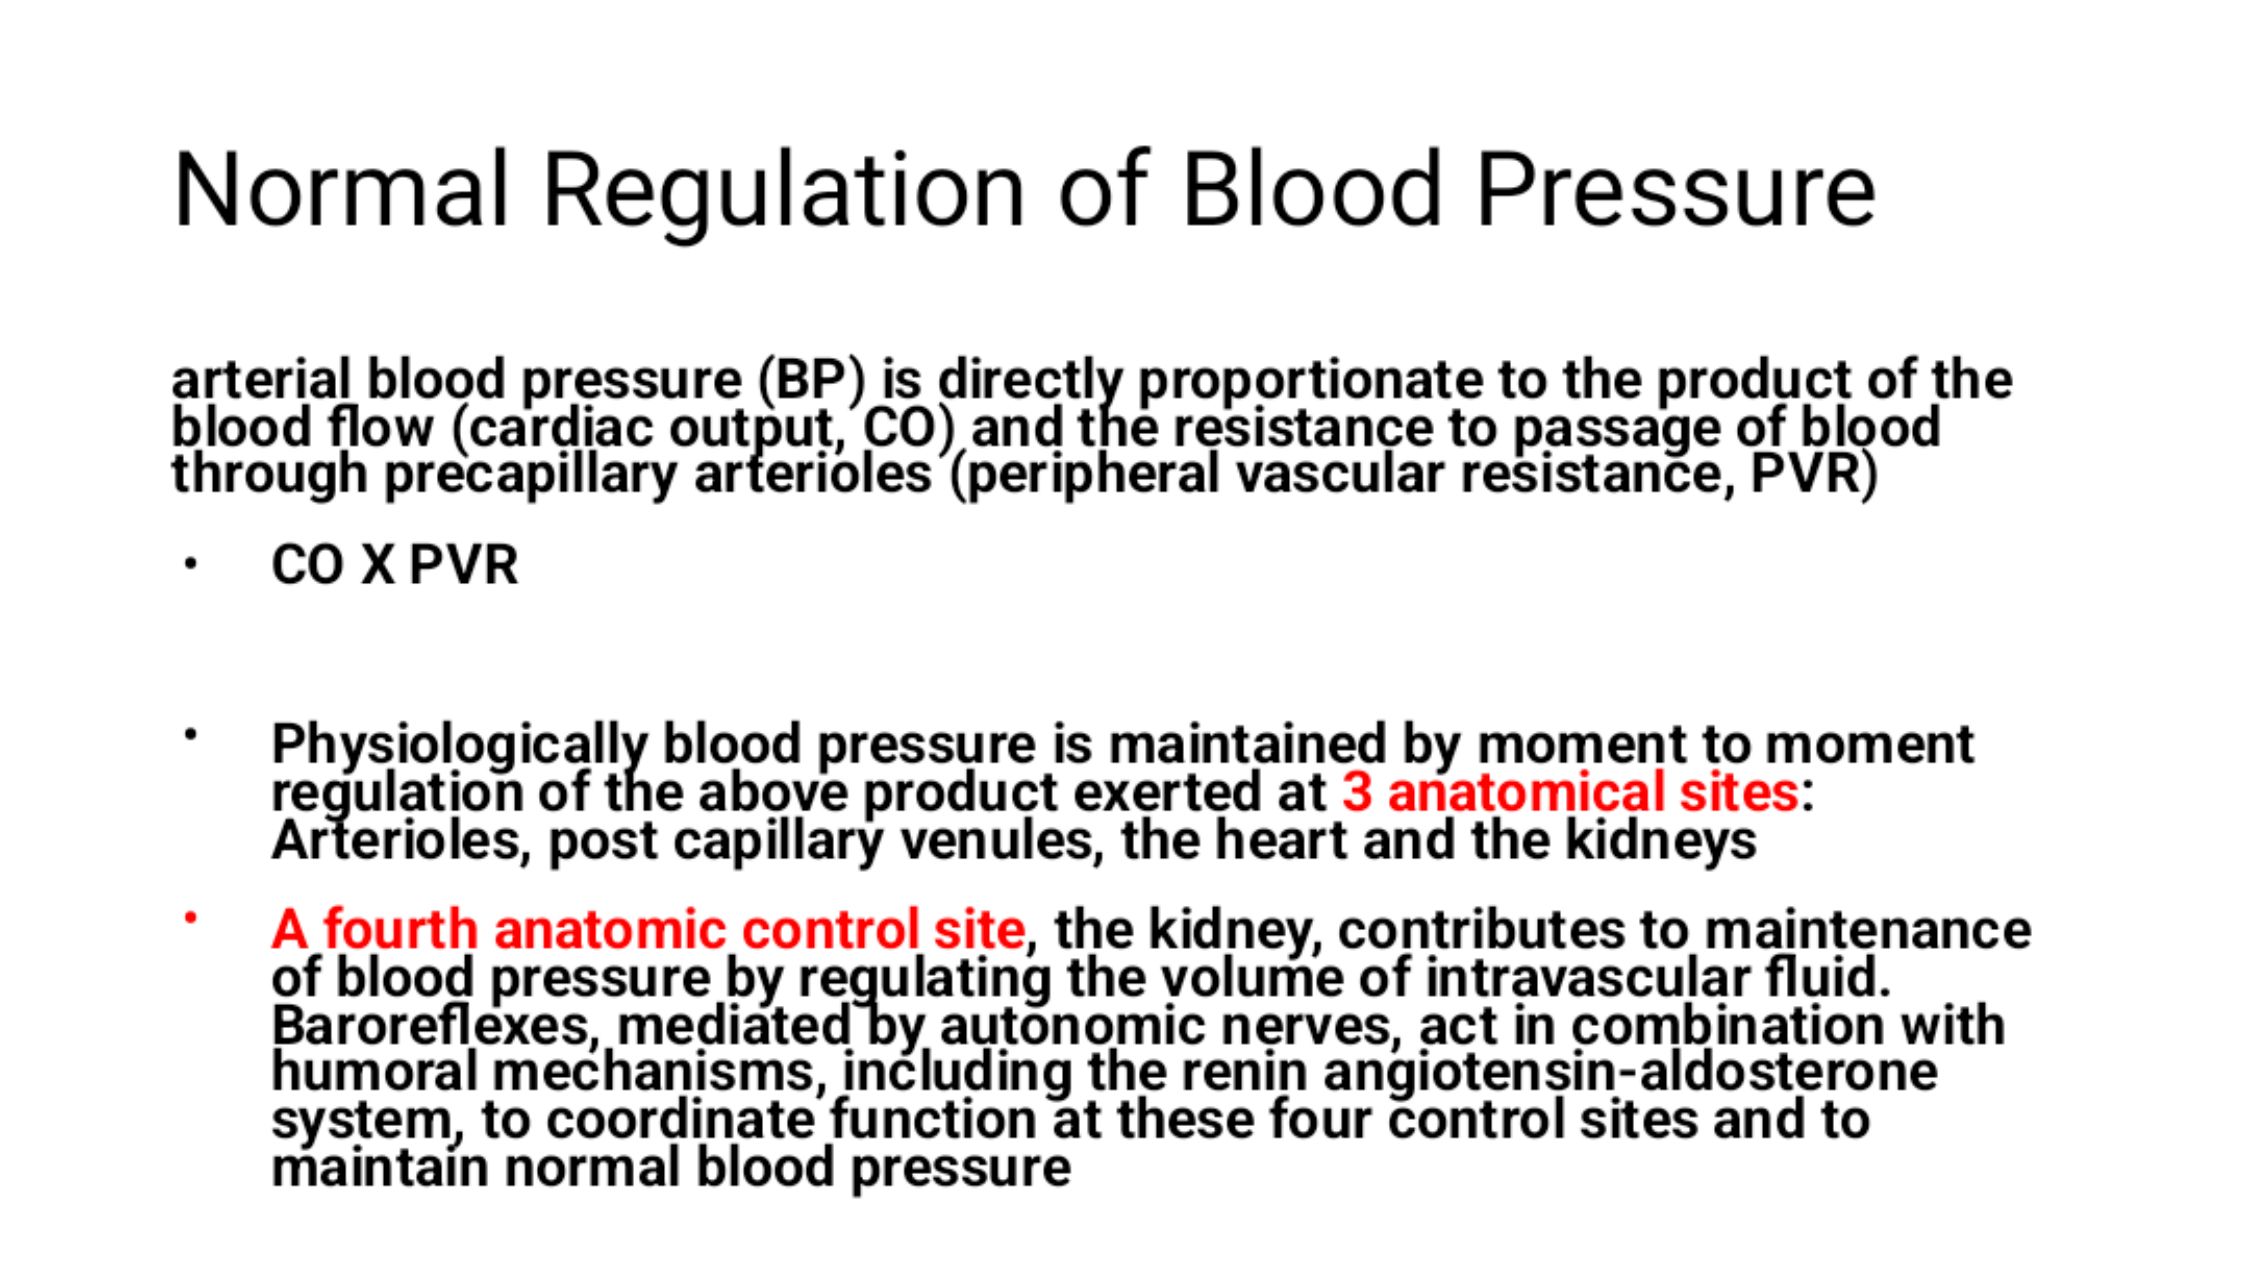 Normal Regulation of Blood Pressure
arterial blood pressure (BP) is directly proportionate to the product of the
blood flow (cardiac output, CO) and the resistance to passage of blood
through precapillary arterioles (peripheral vascular resistance, PVR)
• CO X PVR
• Physiologically blood pressure is maintained by moment to moment
regulation of the above product exerted at 3 anatomical sites:
Arterioles, post capillary venules, the heart and the kidneys
• A fourth anatomic control site, the kidney, contributes to maintenance
of blood pressure by regulating the volume of intravascular fluid.
Baroreflexes, mediated by autonomic nerves, act in combination with
humoral mechanisms, including the renin angiotensin-aldosterone
system, to coordinate function at these four control sites and to
maintain normal blood pressure